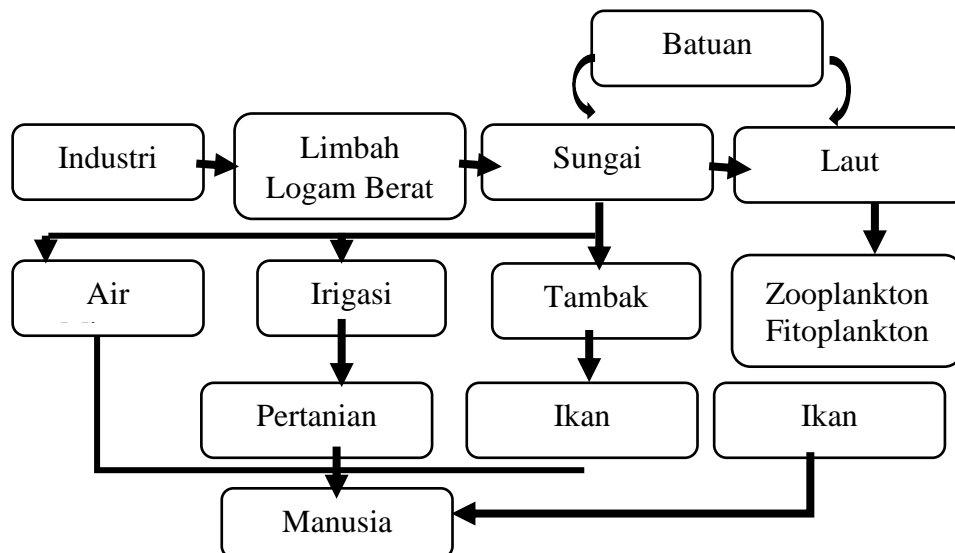 Batuan
Industri
Limbah
Logam Berat
Sungai
Laut
Air
Irigasi
Tambak
Zooplankton
Fitoplankton
Pertanian
Ikan
Ikan
Manusia